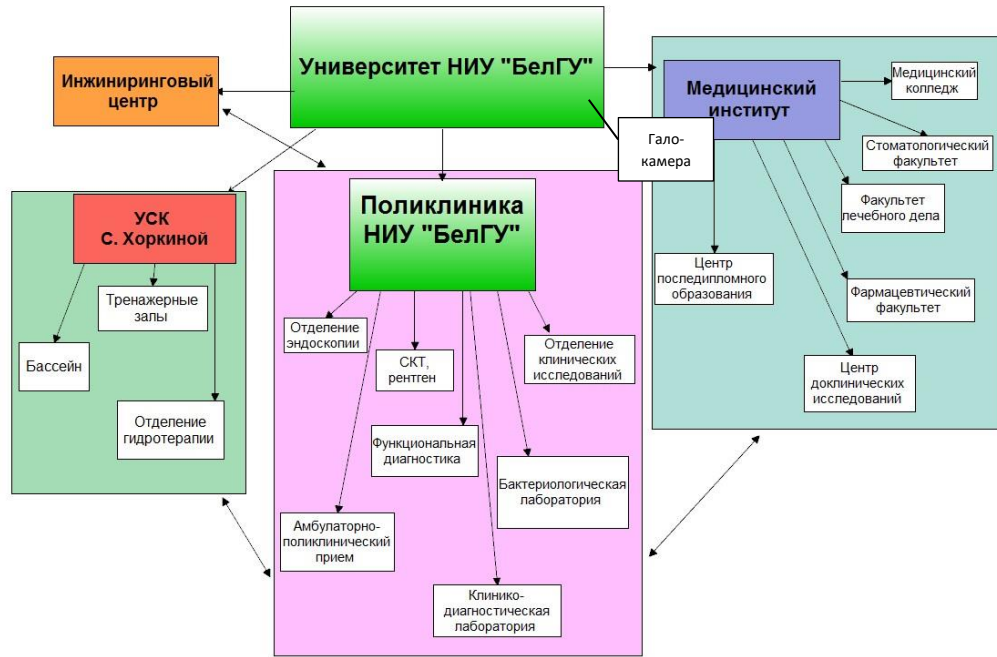 Университет НИУ "БелГУ"
Инжиниринговый
центр
Медицинский
институт
Медицинский
колледж
Гало-
камера
Стоматологический
факультет
Факультет
лечебного дела
УСК
С. Хоркиной
Поликлиника
НИУ "БелГУ"
Центр
последипломного
образования
Фармацевтический
факультет
Тренажерные
залы
Бассейн
Отделение
гидротерапии
Отделение
эндоскопии
СКТ,
рентген
Отделение
клинических
исследований
Центр
доклинических
исследований
Функциональная
диагностика
Бактериологическая
лаборатория
Амбулаторно-
поликлинический
прием
Клинико-
диагностическая
лаборатория